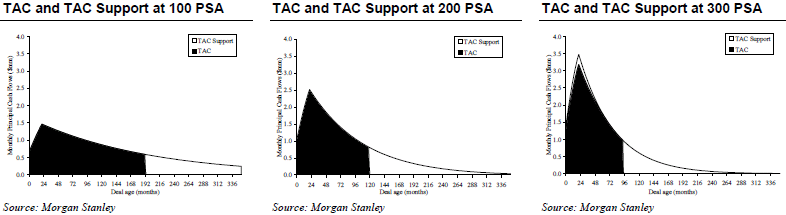 TAC and TAC Support at 100 PSA
TAC and TAC Support at 200 PSA
TAC and TAC Support at 300 PSA
Monthly Principal Cash Flows ($mm)
4.0
3.5
3.0
2.5
2.0
1.5
1.0
0.5
0.0
TAC Support
TAC
0 24 48 72 96 120 144 168 192 216 240 264 288 312 336
Deal age (months)
Monthly Principal Cash Flows ($mm)
4.0
3.5
3.0
2.5
2.0
1.5
1.0
0.5
0.0
TAC Support
TAC
0 24 48 72 96 120 144 168 192 216 240 264 288 312 336
Deal age (months)
Monthly Principal Cash Flows ($mm)
4.0
3.5
3.0
2.5
2.0
1.5
1.0
0.5
0.0
TAC Support
TAC
0 24 48 72 96 120 144 168 192 216 240 264 288 312 336
Deal age (months)
Source: Morgan Stanley
Source: Morgan Stanley
Source: Morgan Stanley